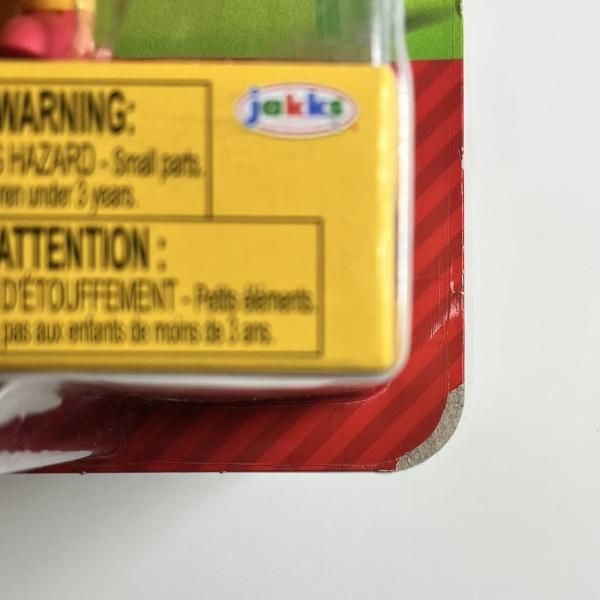 WARNING:
HAZARD - Small parts.
under 3 years.
jakks
ATTENTION :
D'ÉTOUFFEMENT - Petits éléments.
pas aux enfants de moins de 3 ans.